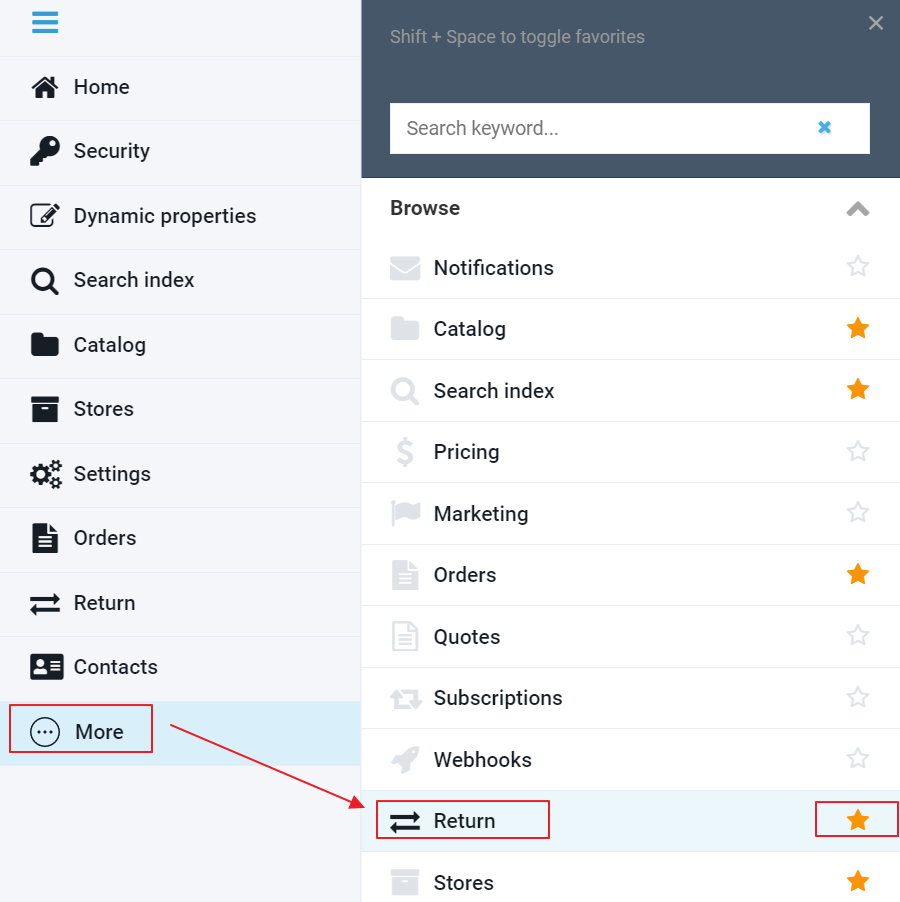 Home
Security
Dynamic properties
Search index
Catalog
Stores
Settings
Orders
Return
Contacts
More
Shift + Space to toggle favorites
Search keyword...
Browse
Notifications
Catalog
Search index
Pricing
Marketing
Orders
Quotes
Subscriptions
Webhooks
Return
Stores